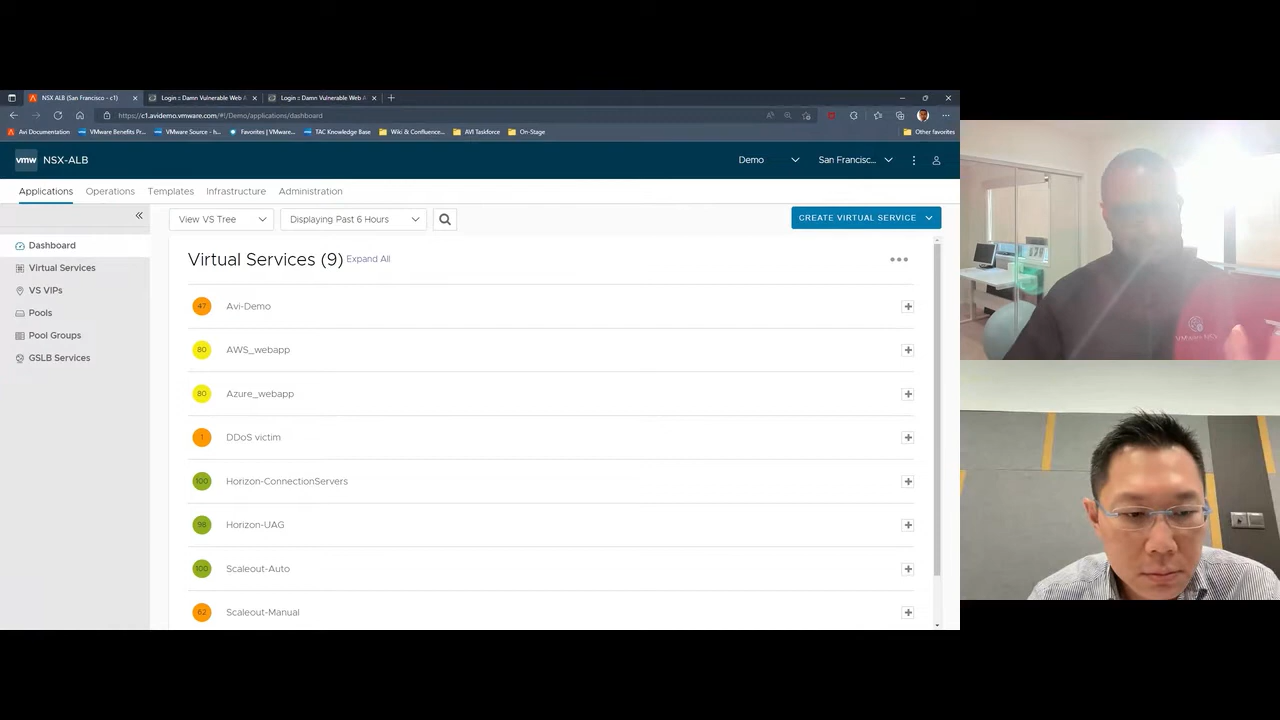 NSX ALB (San Francisco - c1)
Login :: Damn Vulnerable Web A
Login :: Damn Vulnerable Web A
https://c1.avidemo.vmware.com/#!/Demo/applications/dashboard
Avi Documentation
VMware Benefits Pr...
VMware Source - h...
Favorites | VMware...
TAC Knowledge Base
Wiki & Confluence...
AVI Taskforce
On-Stage
Other favorites
vmw
NSX-ALB
Demo
San Francisc...
Applications
Operations
Templates
Infrastructure
Administration
Dashboard
Virtual Services
VS VIPs
Pools
Pool Groups
GSLB Services
View VS Tree
Displaying Past 6 Hours
CREATE VIRTUAL SERVICE
Virtual Services (9) Expand All
47 Avi-Demo
80 AWS_webapp
80 Azure_webapp
1 DDoS victim
100 Horizon-ConnectionServers
98 Horizon-UAG
100 Scaleout-Auto
62 Scaleout-Manual
VMware NSX